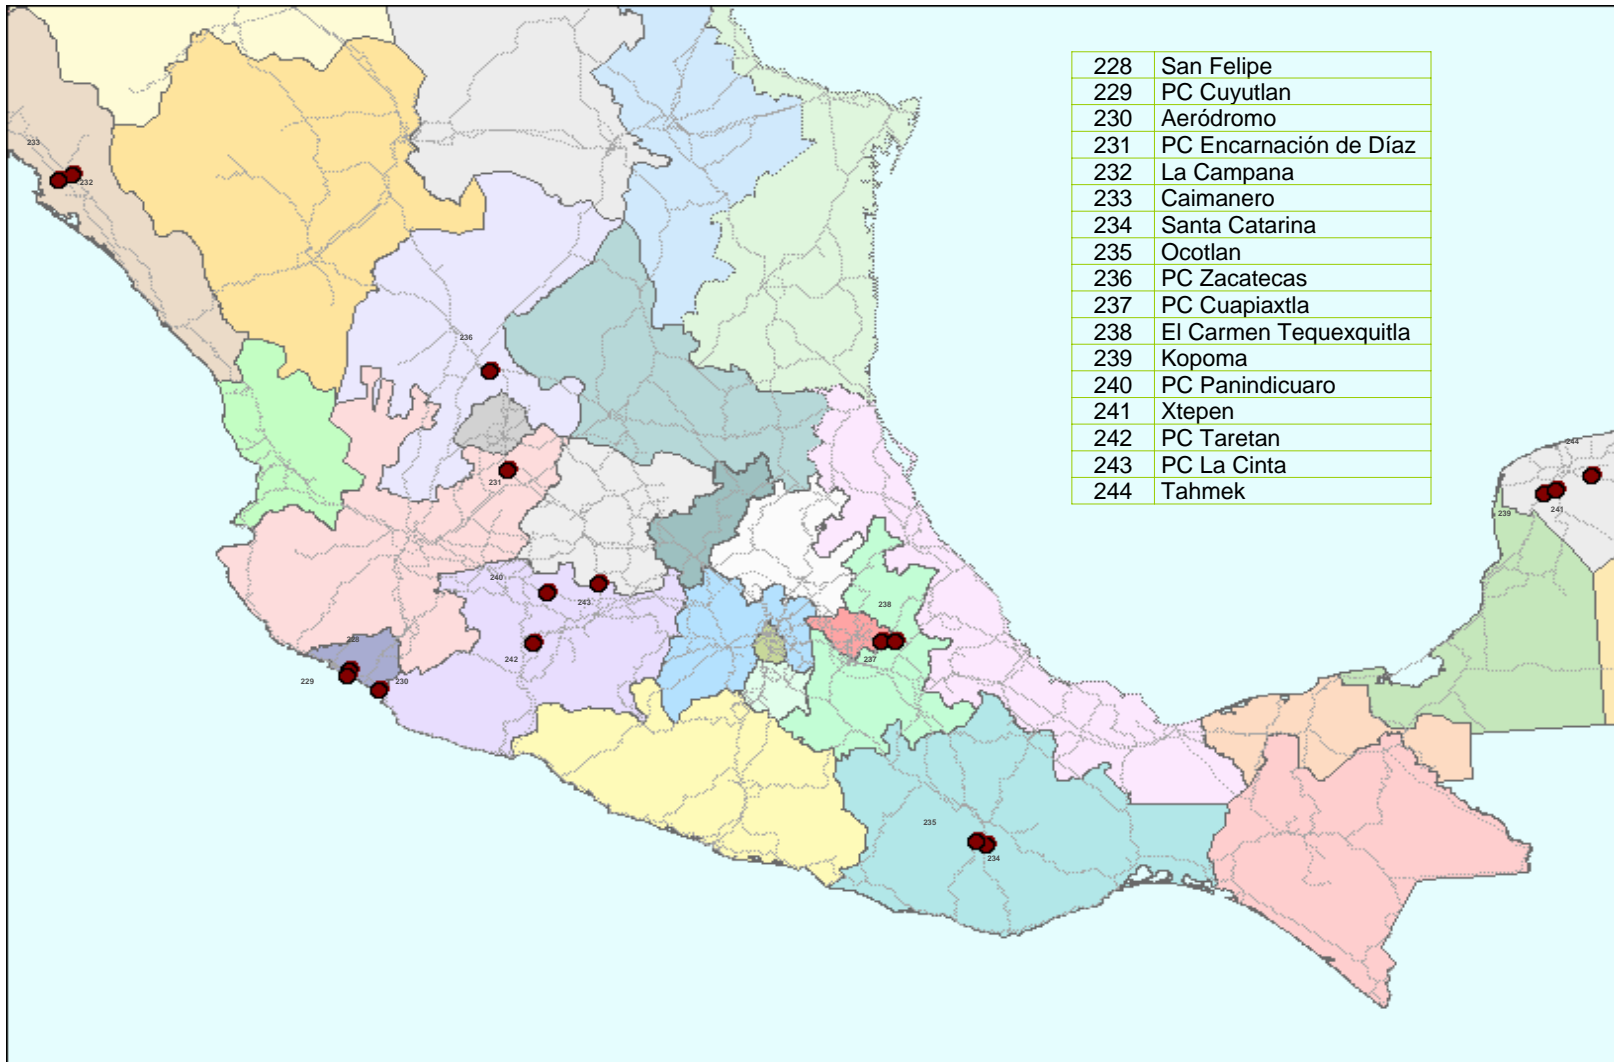 228 San Felipe
229 PC Cuyutlan
230 Aeródromo
231 PC Encarnación de Díaz
232 La Campana
233 Caimanero
234 Santa Catarina
235 Ocotlan
236 PC Zacatecas
237 PC Cuapiaxtla
238 El Carmen Tequexquitla
239 Kopoma
240 PC Panindicuaro
241 Xtepen
242 PC Taretan
243 PC La Cinta
244 Tahmek
233
232
236
231
244
239
241
240
243
238
228
242
237
229
230
235
234